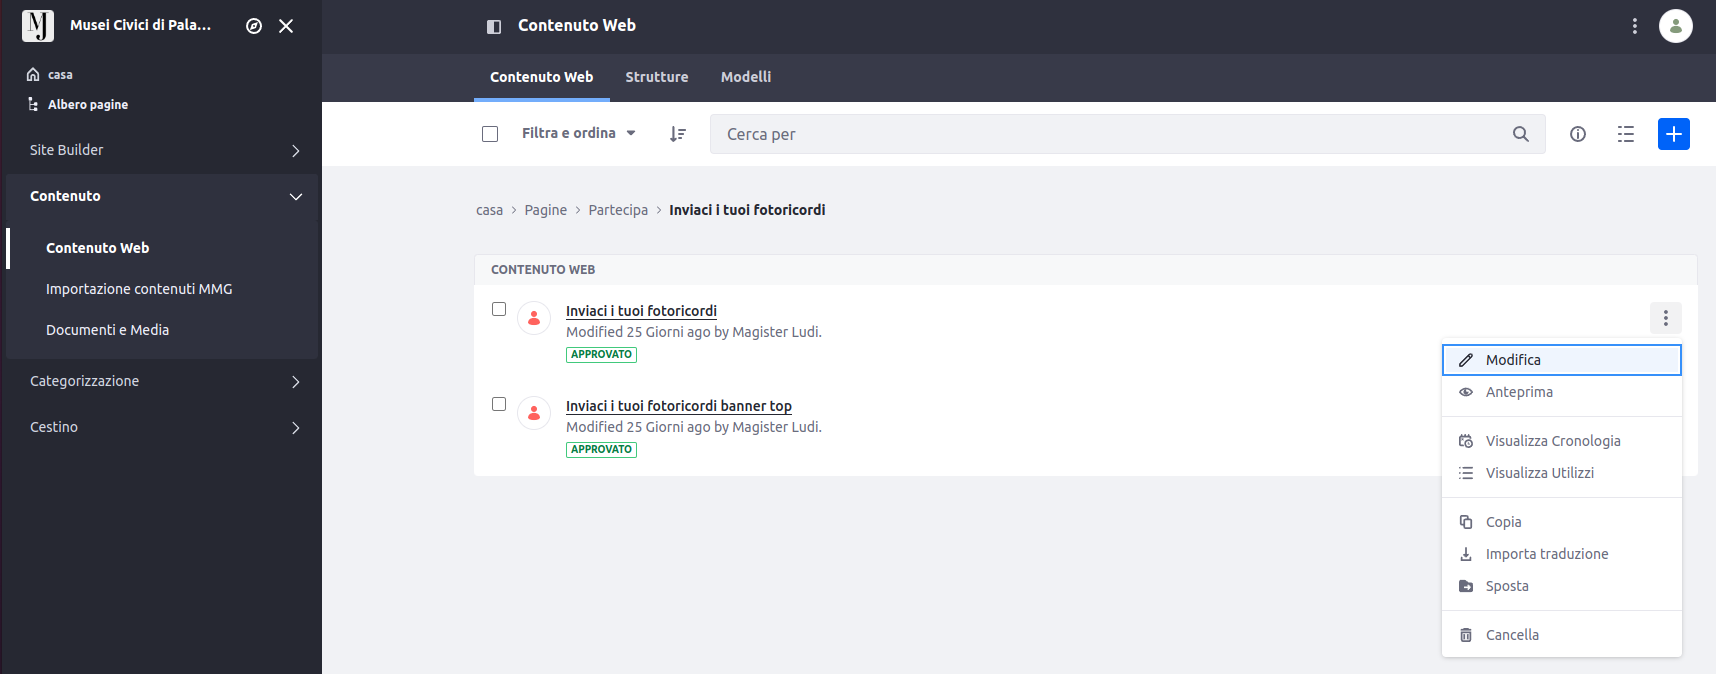 MJ
Musei Civici di Pala...
casa
Albero pagine
Site Builder
Contenuto
Contenuto Web
Importazione contenuti MMG
Documenti e Media
Categorizzazione
Cestino
Contenuto Web
Contenuto Web Strutture Modelli
Filtra e ordina
Cerca per
casa > Pagine > Partecipa > Inviaci i tuoi fotoricordi
CONTENUTO WEB
Inviaci i tuoi fotoricordi
Modified 25 Giorni ago by Magister Ludi.
APPROVATO
Inviaci i tuoi fotoricordi banner top
Modified 25 Giorni ago by Magister Ludi.
APPROVATO
Modifica
Anteprima
Visualizza Cronologia
Visualizza Utilizzi
Copia
Importa traduzione
Sposta
Cancella